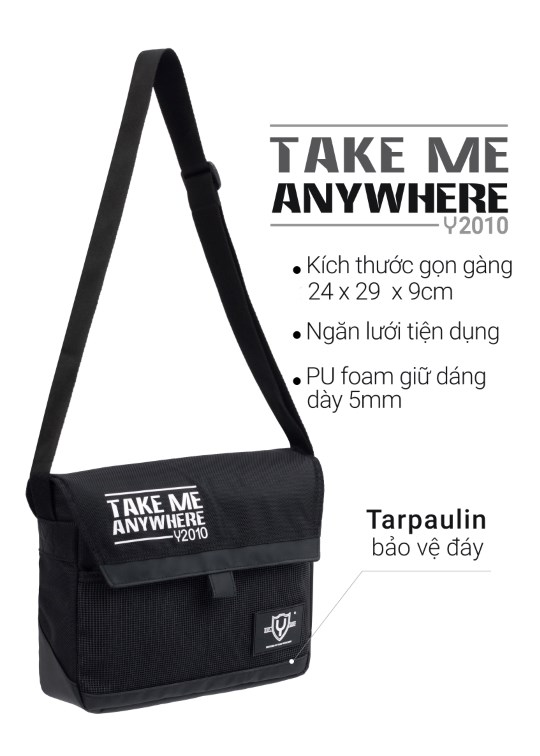 TAKE ME
ANYWHERE
Y2010
Kích thước gọn gàng
24 x 29 x 9cm
Ngăn lưới tiện dụng
PU foam giữ dáng
dày 5mm
TAKE ME
ANYWHERE
Y2010
Tarpaulin
bảo vệ đáy
Y